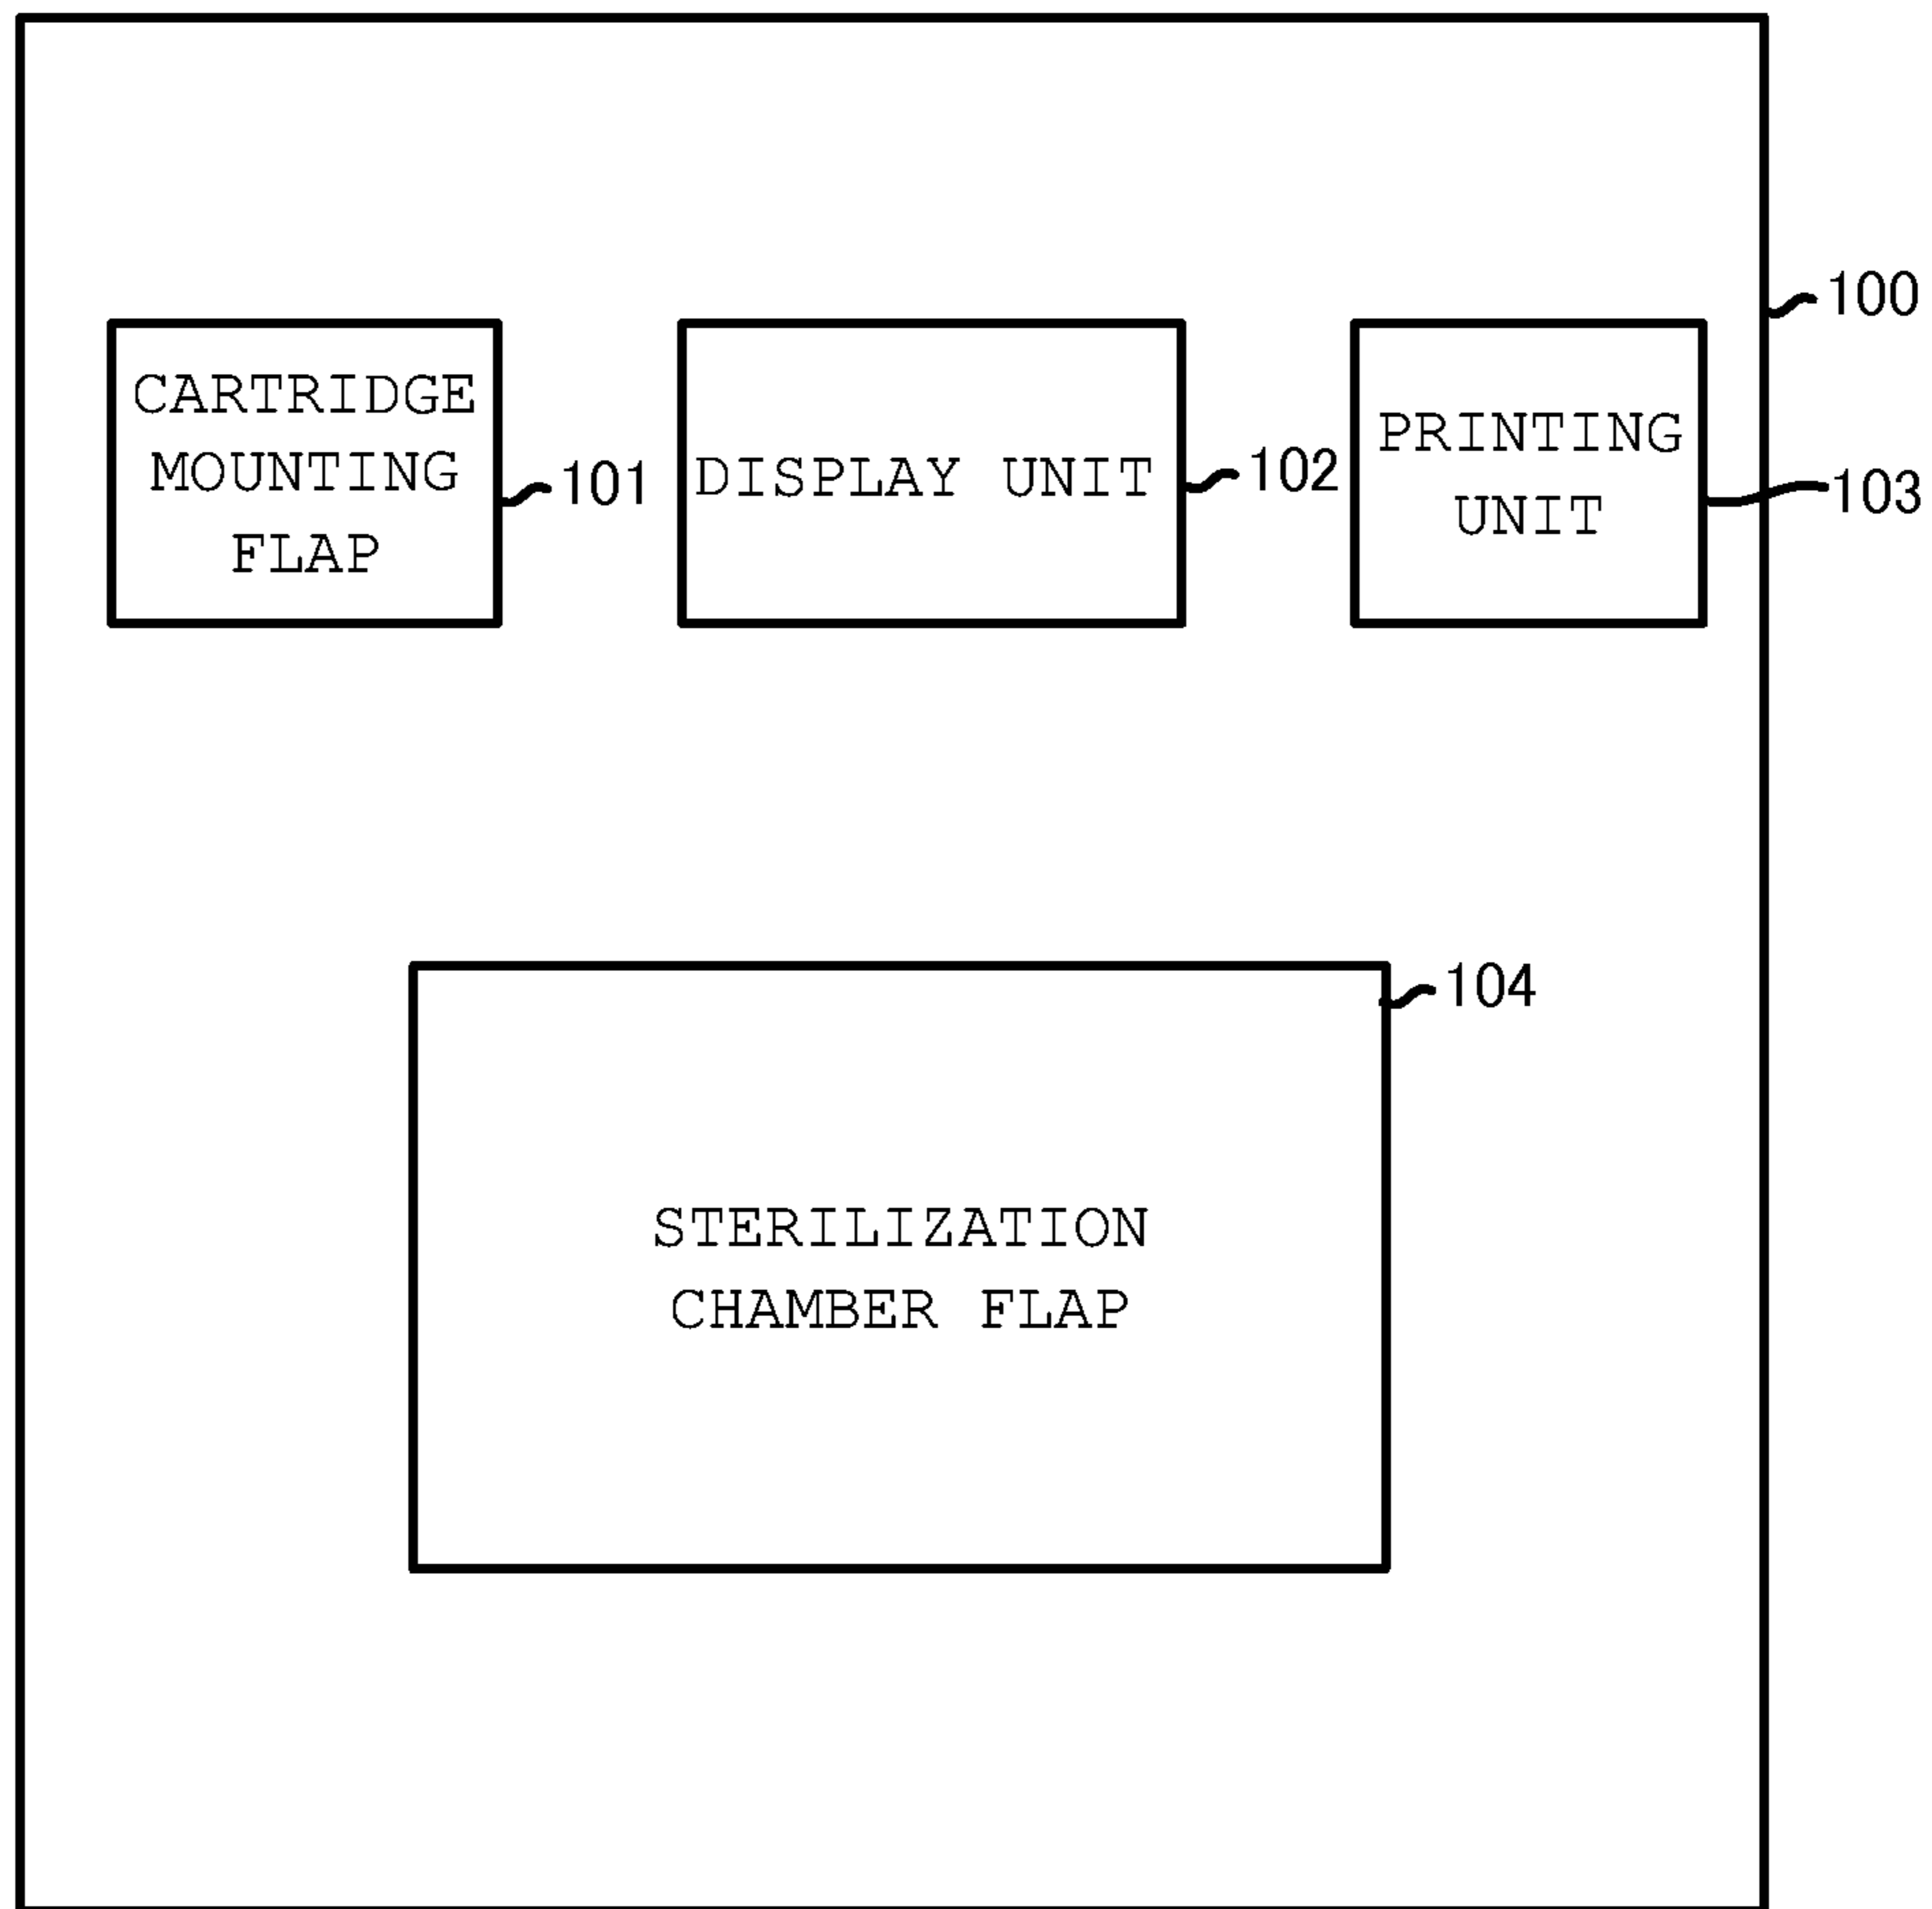 100
CARTRIDGE
MOUNTING
FLAP
101
DISPLAY UNIT
102
PRINTING
UNIT
103
104
STERILIZATION
CHAMBER FLAP